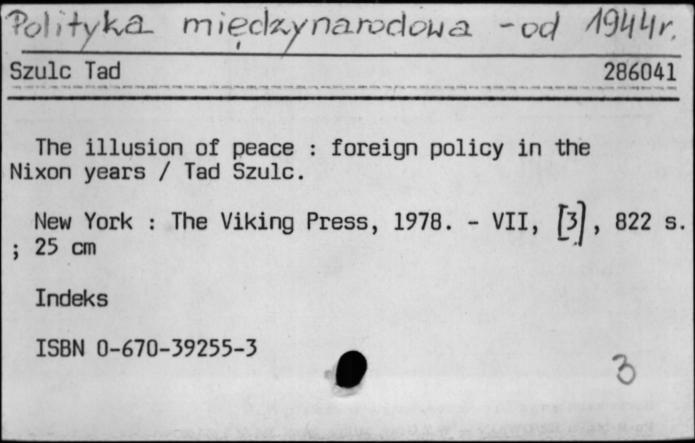 Polityka międzynarodowa - od 1944r.
Szulc Tad 286041
The illusion of peace : foreign policy in the
Nixon years / Tad Szulc.
New York : The Viking Press, 1978. - VII, [3], 822 s.
; 25 cm
Indeks
ISBN 0-670-39255-3
3